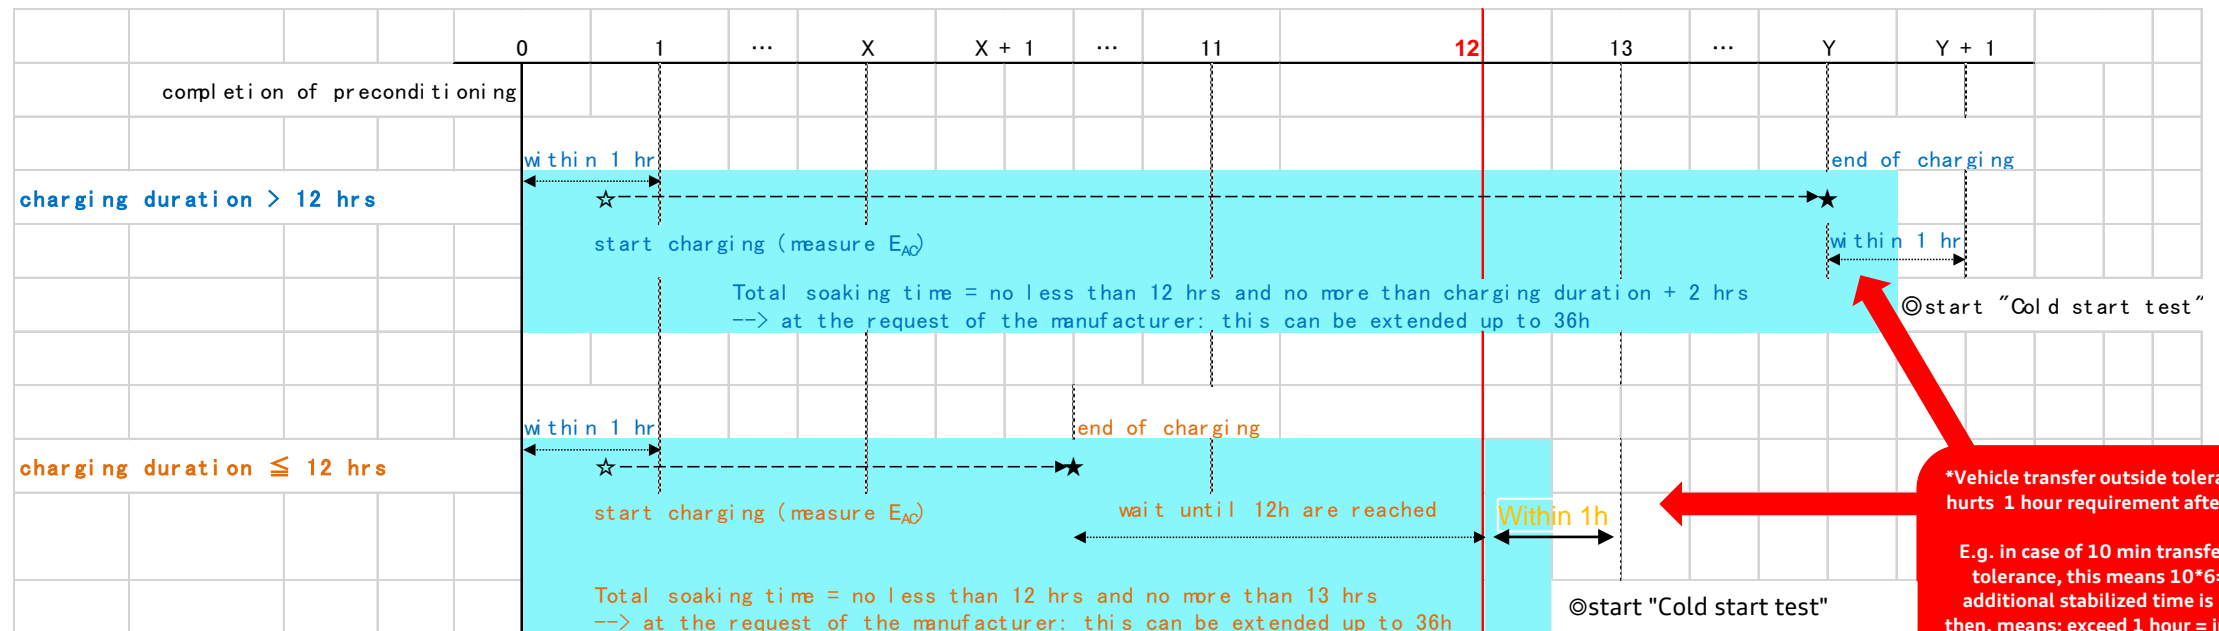 0 1 ... X X + 1 ... 11 12 13 ... Y Y + 1
completion of preconditioning
within 1 hr
end of charging
charging duration > 12 hrs
start charging (measure EAC)
within 1 hr
Total soaking time = no less than 12 hrs and no more than charging duration + 2 hrs
--> at the request of the manufacturer: this can be extended up to 36h
◎start "Cold start test"
within 1 hr
end of charging
charging duration ≦ 12 hrs
start charging (measure EAC)
wait until 12h are reached
Within 1h
Total soaking time = no less than 12 hrs and no more than 13 hrs
--> at the request of the manufacturer: this can be extended up to 36h
◎start "Cold start test"
*Vehicle transfer outside
hurts 1 hour requirement
E.g. in case of 10 min
tolerance, this means 10*6
additional stabilized time is
then, means: exceed 1 hour =